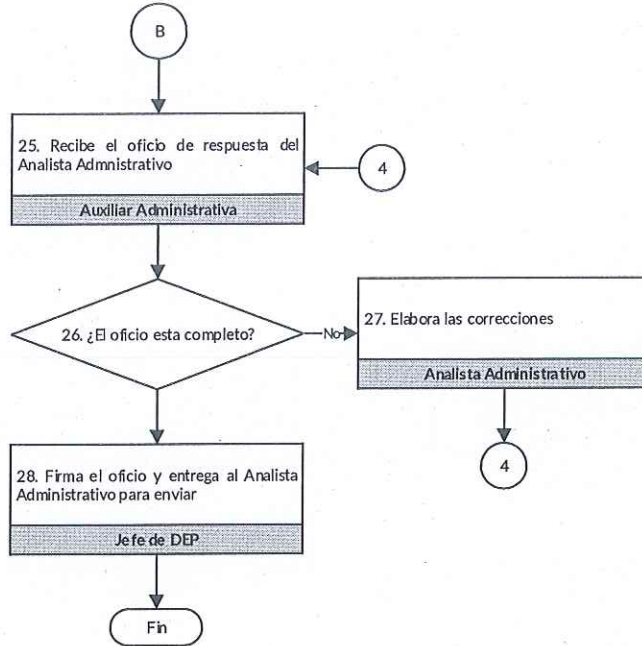 B
25. Recibe el oficio de respuesta del
Analista Admnistrativo
4
Auxiliar Administrativa
26. ¿El oficio esta completo?
No
27. Elabora las correcciones
Analista Administrativo
4
28. Firma el oficio y entrega al Analista
Administrativo para enviar
Jefe de DEP
Fin